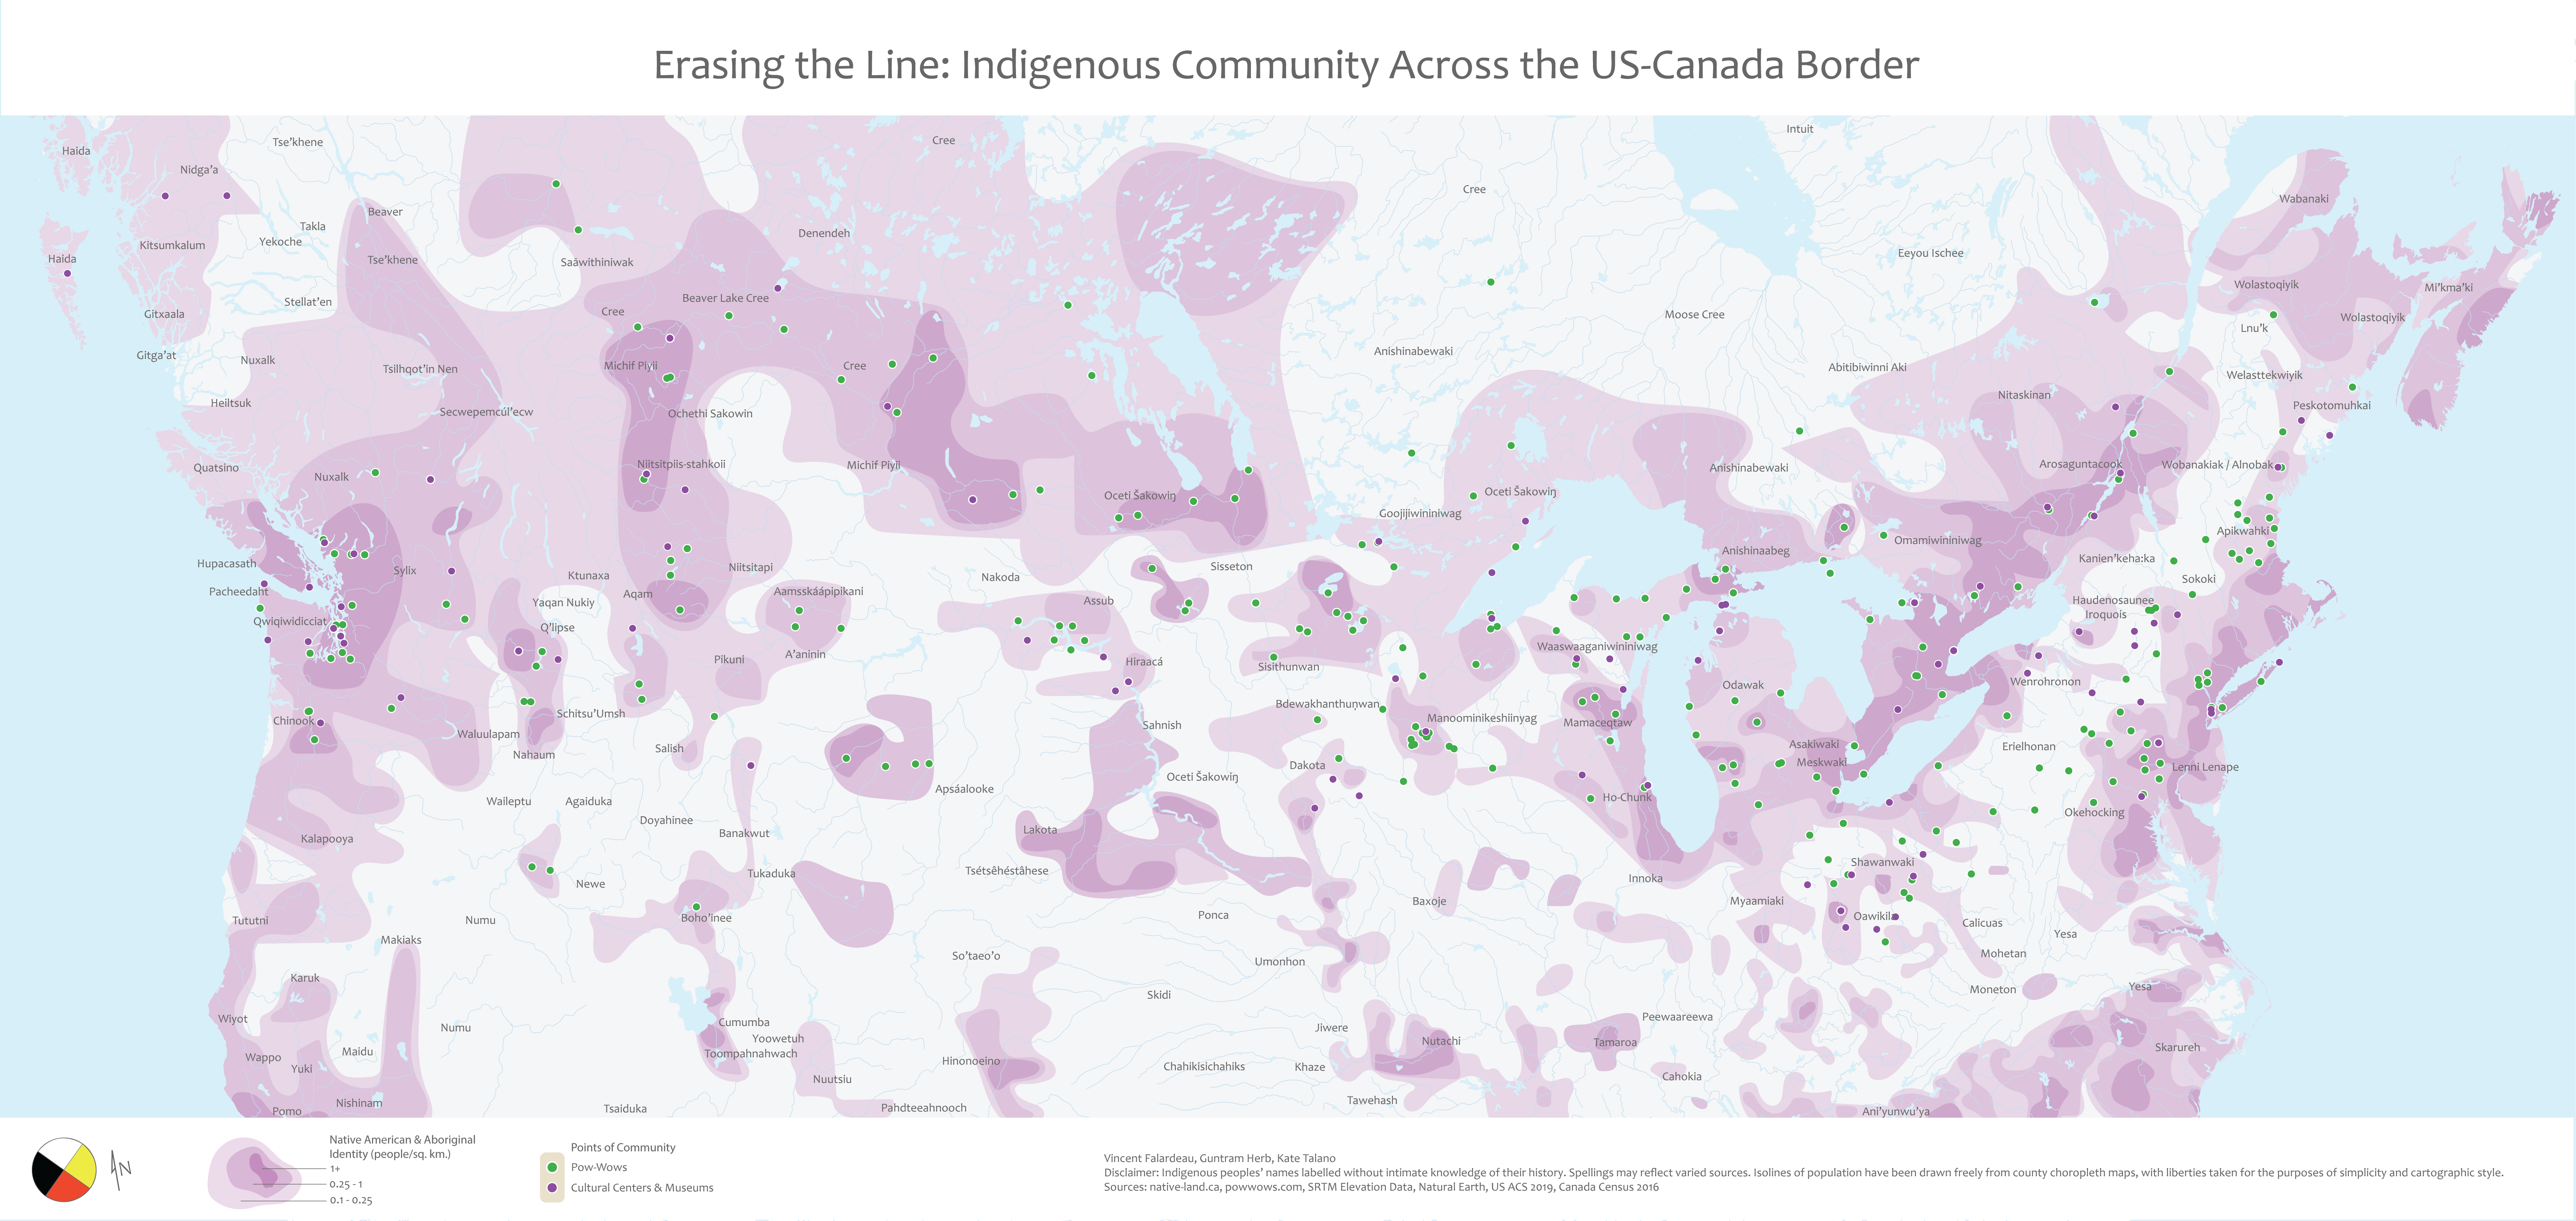 Erasing the Line: Indigenous Community Across the US-Canada Border
Haida
Nidga'a
Tse'khene
Cree
Intuit
Kitsumkalum
Takla
Yekoche
Beaver
Denendeh
Cree
Wabanaki
Haida
Tse'khene
Saåwithiniwak
Eeyou Ischee
Stellat'en
Gitxaala
Cree
Beaver Lake Cree
Moose Cree
Wolastoqiyik
Mi'kma'ki
Wolastoqiyik
Lnu'k
Gitga'at
Nuxalk
Tsilhqot'in Nen
Michif Piyii
Cree
Anishinabewaki
Abitibiwinni Aki
Welasttekwiyik
Heiltsuk
Secwepemcúl'ecw
Ochethi Sakowin
Nitaskinan
Peskotomuhkai
Quatsino
Nuxalk
Niitsitpiis-stahkoii
Michif Piyii
Anishinabewaki
Arosaguntacook
Wobanakiak / Alnobak
Oceti Šakowiŋ
Goojijiwininiwag
Oceti Šakowiŋ
Apikwahki
Hupacasath
Sylix
Ktunaxa
Niitsitapi
Nakoda
Sisseton
Anishinaabeg
Omamiwininiwag
Kanien'keha:ka
Sokoki
Pacheedaht
Yaqan Nukiy
Aqam
Aamsskáápipikani
Assub
Haudenosaunee
Iroquois
Qwiqiwidicciat
Q'lipse
Pikuni
A'aninin
Hiraacá
Sisithunwan
Waaswaaganiwininiwag
Odawak
Wenrohronon
Chinook
Schitsu'Umsh
Bdewakhanthuŋwan
Manoominikeshiinyag
Mamaceqtaw
Waluulapam
Nahaum
Salish
Sahnish
Asakiwaki
Meskwaki
Erielhonan
Lenni Lenape
Waileptu
Agaiduka
Apsáalooke
Oceti Šakowiŋ
Dakota
Ho-Chunk
Okehocking
Kalapooya
Doyahinee
Banakwut
Lakota
Tukaduka
Tsétsêhéstâhese
Innoka
Shawanwaki
Newe
Tututni
Numu
Boho'inee
Ponca
Baxoje
Myaamiaki
Oawikila
Calicuas
Yesa
Makiaks
Karuk
So'taeo'o
Umonhon
Mohetan
Moneton
Yesa
Wiyot
Numu
Cumumba
Yoowetuh
Toompahnahwach
Skidi
Jiwere
Peewaareewa
Wappo
Yuki
Maidu
Hinonoeino
Nutachi
Tamaroa
Skarureh
Nuutsiu
Chahikisichahiks
Khaze
Cahokia
Pomo
Nishinam
Tsaiduka
Pahdteeahnooch
Tawehash
Ani'yunwu'ya
N
Native American & Aboriginal
Identity (people/sq. km.)
1+
0.25 - 1
0.1 - 0.25
Points of Community
Pow-Wows
Cultural Centers & Museums
Vincent Falardeau, Guntram Herb, Kate Talano
Disclaimer: Indigenous peoples' names labelled without intimate knowledge of their history. Spellings may reflect varied sources. Isolines of population have been drawn freely from county choropleth maps, with liberties taken for the purposes of simplicity and cartographic style.
Sources: native-land.ca, powwows.com, SRTM Elevation Data, Natural Earth, US ACS 2019, Canada Census 2016